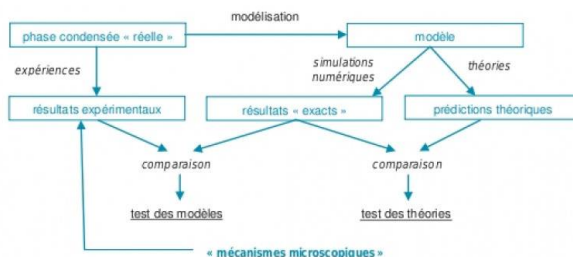 modélisation
phase condensée « réelle »
modèle
expériences
simulations
numériques
théories
résultats expérimentaux
résultats « exacts »
prédictions théoriques
comparaison
comparaison
test des modèles
test des théories
« mécanismes microscopiques »